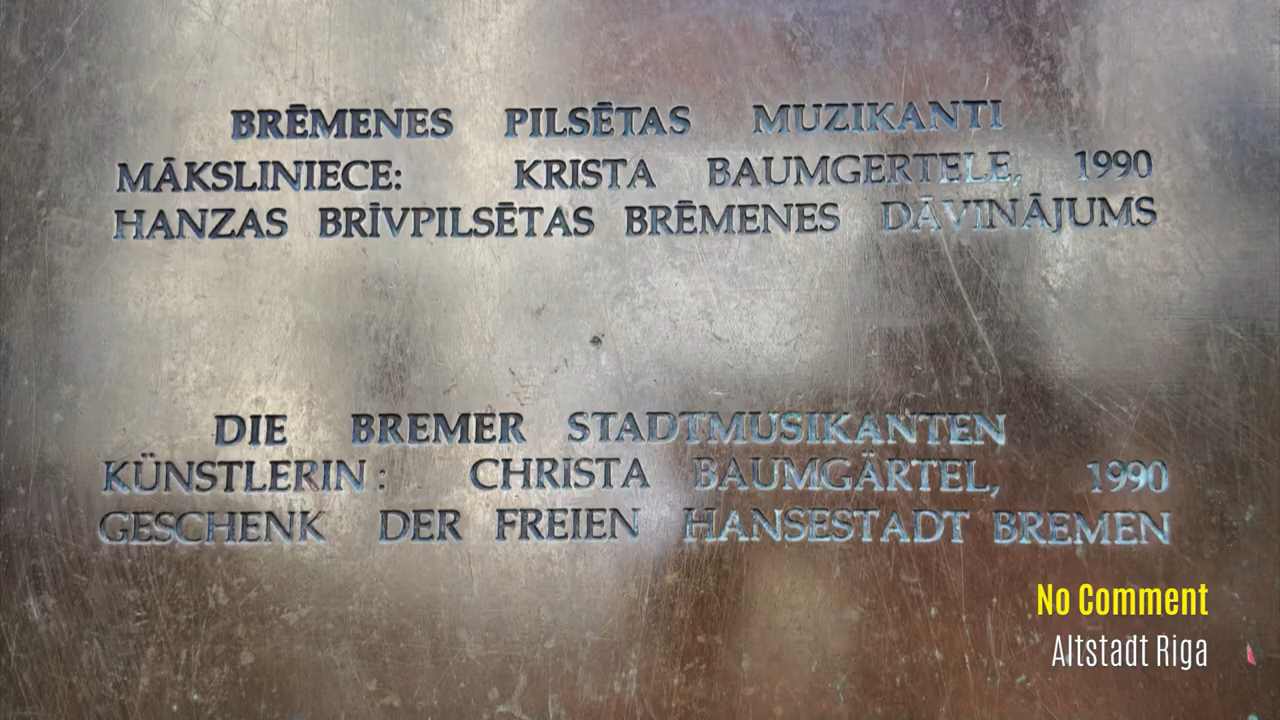 BRĒMENES PILSĒTAS MUZIKANTI
MĀKSLINIECE: KRISTA BAUMGERTELE, 1990
HANZAS BRĪVPILSĒTAS BRĒMENES DĀVINĀJUMS
DIE BREMER STADTMUSIKANTEN
KÜNSTLERIN: CHRISTA BAUMGÄRTEL, 1990
GESCHENK DER FREIEN HANSESTADT BREMEN
No Comment
Altstadt Riga